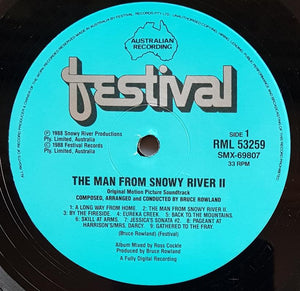 AUSTRALIAN
RECORDING
festival
℗ 1988 Snowy River Productions
Pty. Limited, Australia
© 1988 Festival Records
Pty. Limited, Australia
SIDE 1
RML 53259
SMX-69807
33 RPM
THE MAN FROM SNOWY RIVER II
Original Motion Picture Soundtrack
COMPOSED, ARRANGED and CONDUCTED BY BRUCE ROWLAND
1. A LONG WAY FROM HOME. 2. THE MAN FROM SNOWY RIVER II.
3. BY THE FIRESIDE. 4. EUREKA CREEK. 5. BACK TO THE MOUNTAINS.
6. SKILL AT ARMS. 7. JESSICA'S SONATA #2. 8. PAGEANT AT
HARRISON'S/MRS. DARCY. 9. GATHERED TO THE FRAY.
(Bruce Rowland) (Festival)
Album Mixed by Ross Cockle
Produced by Bruce Rowland
A Fully Digital Recording